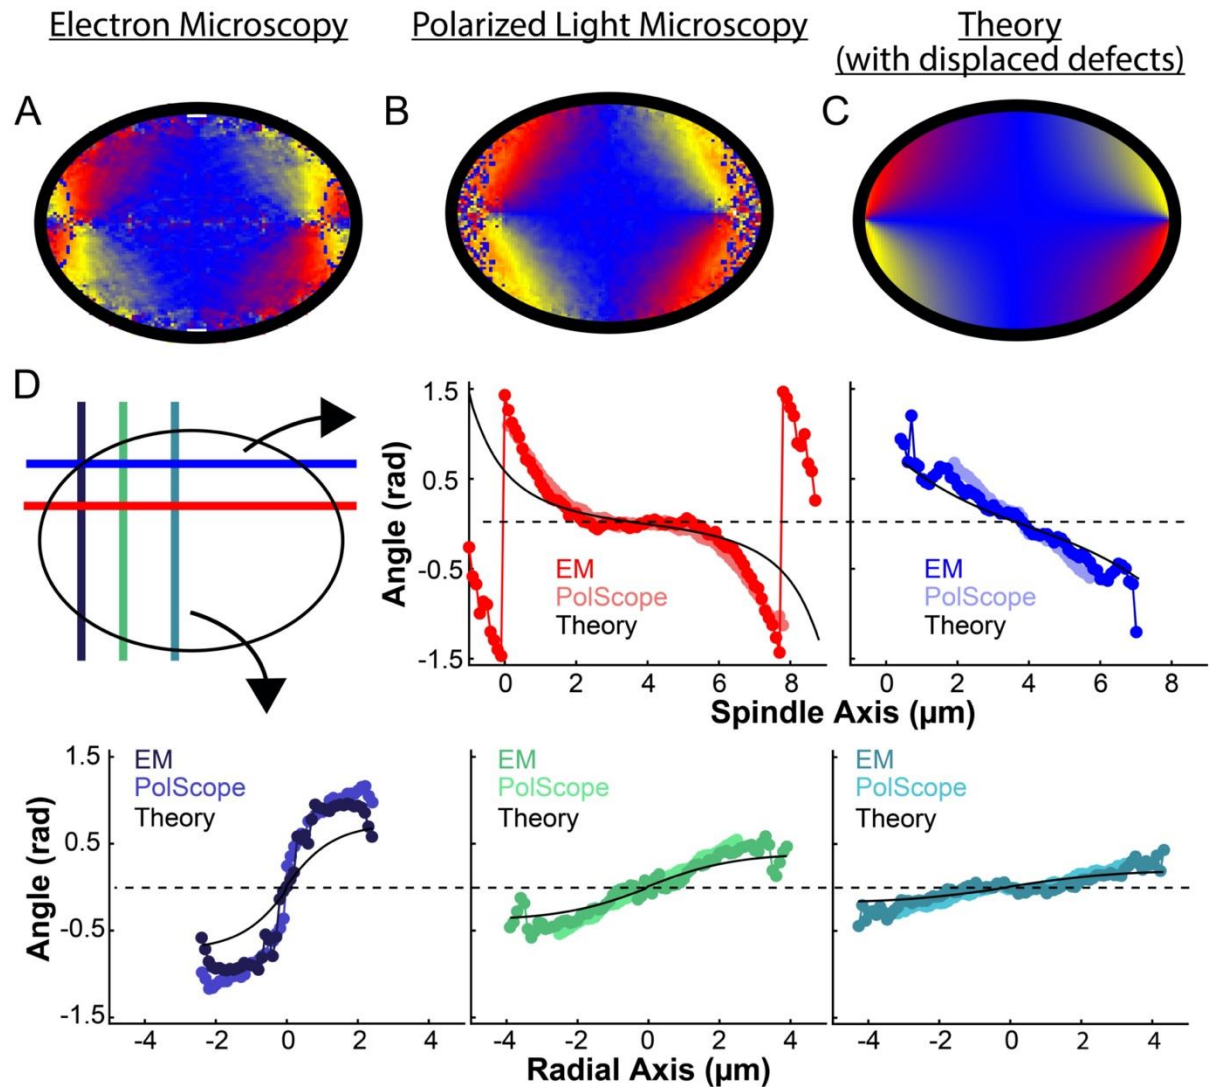 Electron Microscopy
Polarized Light Microscopy
Theory
(with displaced defects)
A
B
C
D
1.5
0.5
-0.5
-1.5
Angle (rad)
EM
PolScope
Theory
0
2
4
6
8
EM
PolScope
Theory
0
2
4
6
8
Spindle Axis (µm)
1.5
0.5
-0.5
-1.5
Angle (rad)
EM
PolScope
Theory
-4
-2
0
2
4
EM
PolScope
Theory
-4
-2
0
2
4
EM
PolScope
Theory
-4
-2
0
2
4
Radial Axis (µm)